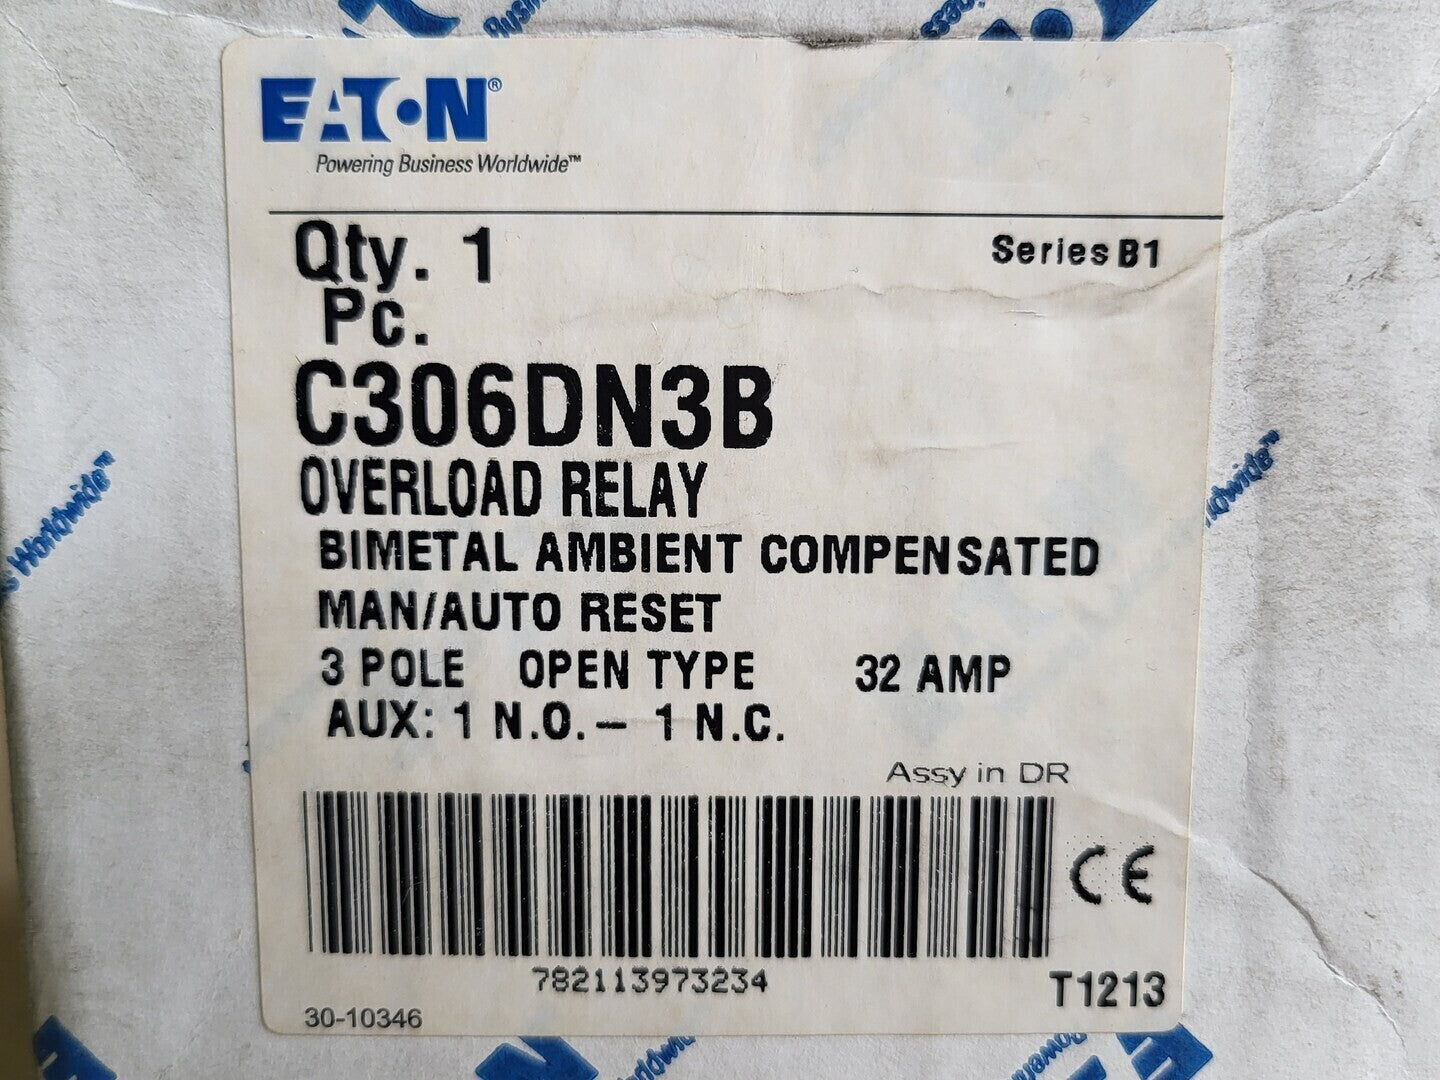 EATON®
Powering Business Worldwide™
Qty. 1
Pc.
Series B1
C306DN3B
OVERLOAD RELAY
BIMETAL AMBIENT COMPENSATED
MAN/AUTO RESET
3 POLE OPEN TYPE 32 AMP
AUX: 1 N.O. – 1 N.C.
Assy in DR
CE
782113973234
T1213
30-10346
Worldwide™